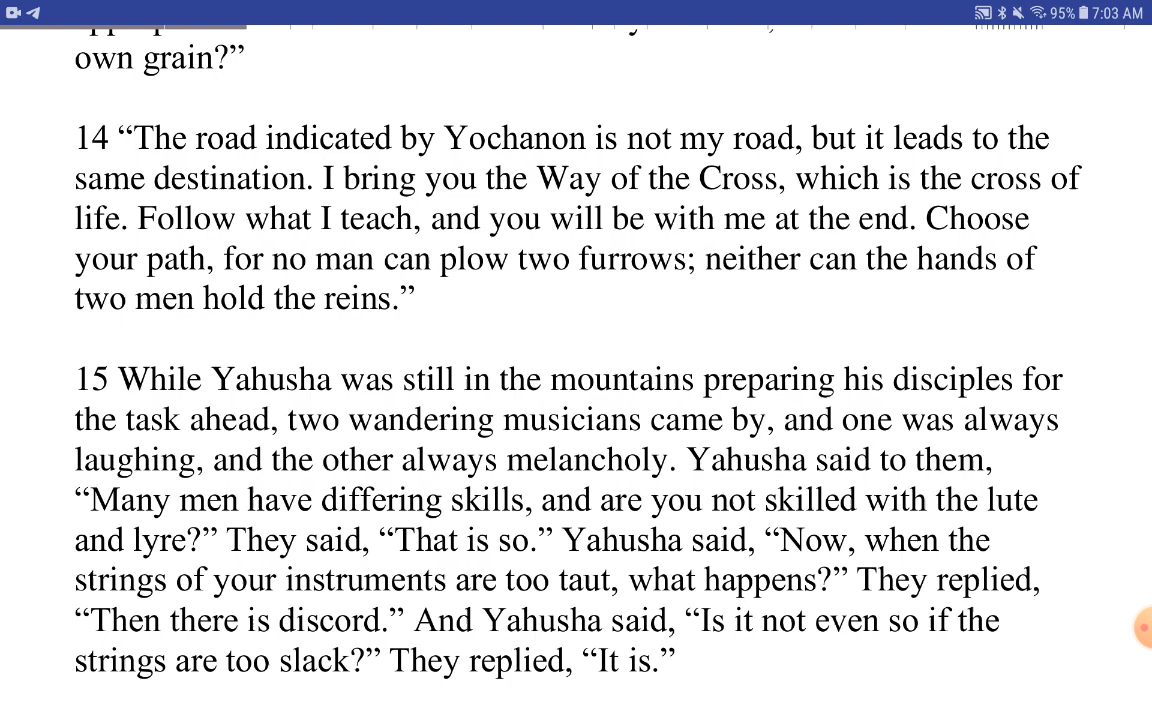 95% 7:03 AM
own grain?”
14 “The road indicated by Yochanon is not my road, but it leads to the
same destination. I bring you the Way of the Cross, which is the cross of
life. Follow what I teach, and you will be with me at the end. Choose
your path, for no man can plow two furrows; neither can the hands of
two men hold the reins.”
15 While Yahusha was still in the mountains preparing his disciples for
the task ahead, two wandering musicians came by, and one was always
laughing, and the other always melancholy. Yahusha said to them,
“Many men have differing skills, and are you not skilled with the lute
and lyre?” They said, “That is so.” Yahusha said, “Now, when the
strings of your instruments are too taut, what happens?” They replied,
“Then there is discord.” And Yahusha said, “Is it not even so if the
strings are too slack?” They replied, “It is.”